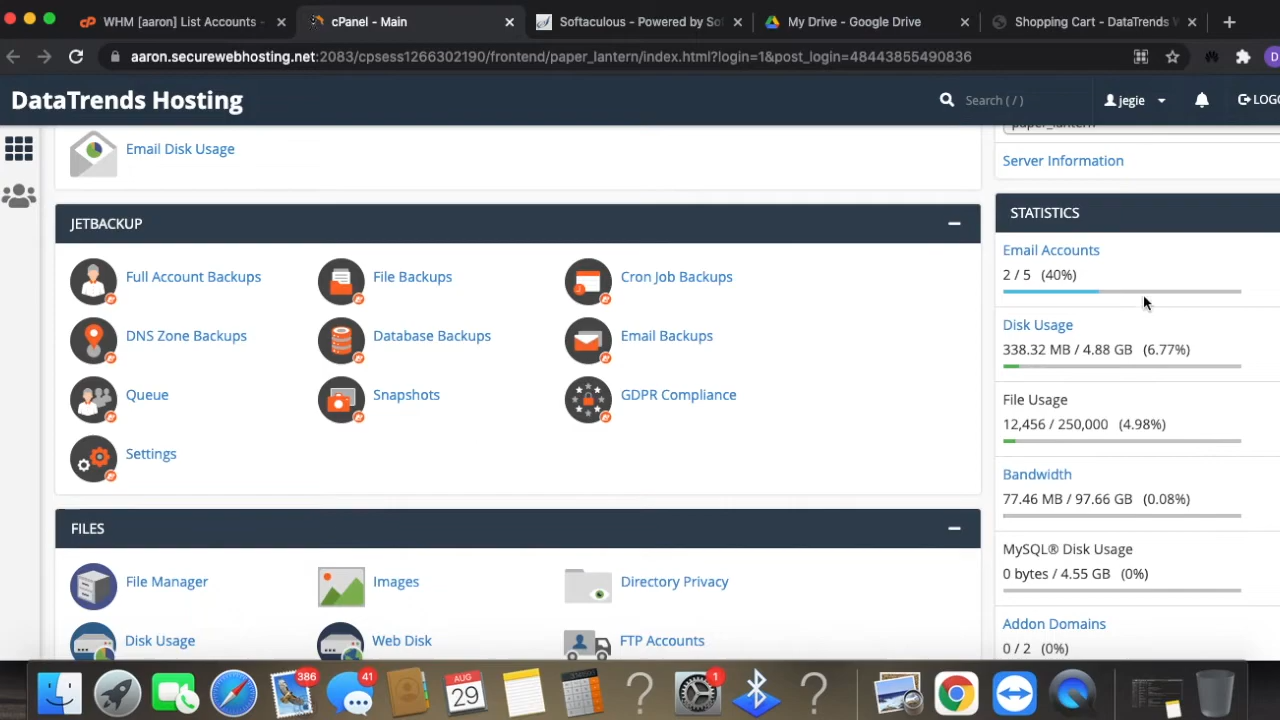 WHM [aaron] List Accounts -
cPanel - Main
Softaculous - Powered by So
My Drive - Google Drive
Shopping Cart - DataTrends W
aaron.securewebhosting.net:2083/cpsess1266302190/frontend/paper_lantern/index.html?login=1&post_login=48443855490836
DataTrends Hosting
Search ( / )
jegie
LOGO
paper_lantern
Email Disk Usage
Server Information
JETBACKUP
Full Account Backups
File Backups
Cron Job Backups
DNS Zone Backups
Database Backups
Email Backups
Queue
Snapshots
GDPR Compliance
Settings
FILES
File Manager
Images
Directory Privacy
Disk Usage
Web Disk
FTP Accounts
STATISTICS
Email Accounts
2 / 5 (40%)
Disk Usage
338.32 MB / 4.88 GB (6.77%)
File Usage
12,456 / 250,000 (4.98%)
Bandwidth
77.46 MB / 97.66 GB (0.08%)
MySQL® Disk Usage
0 bytes / 4.55 GB (0%)
Addon Domains
0 / 2 (0%)
386
41
AUG
29
1